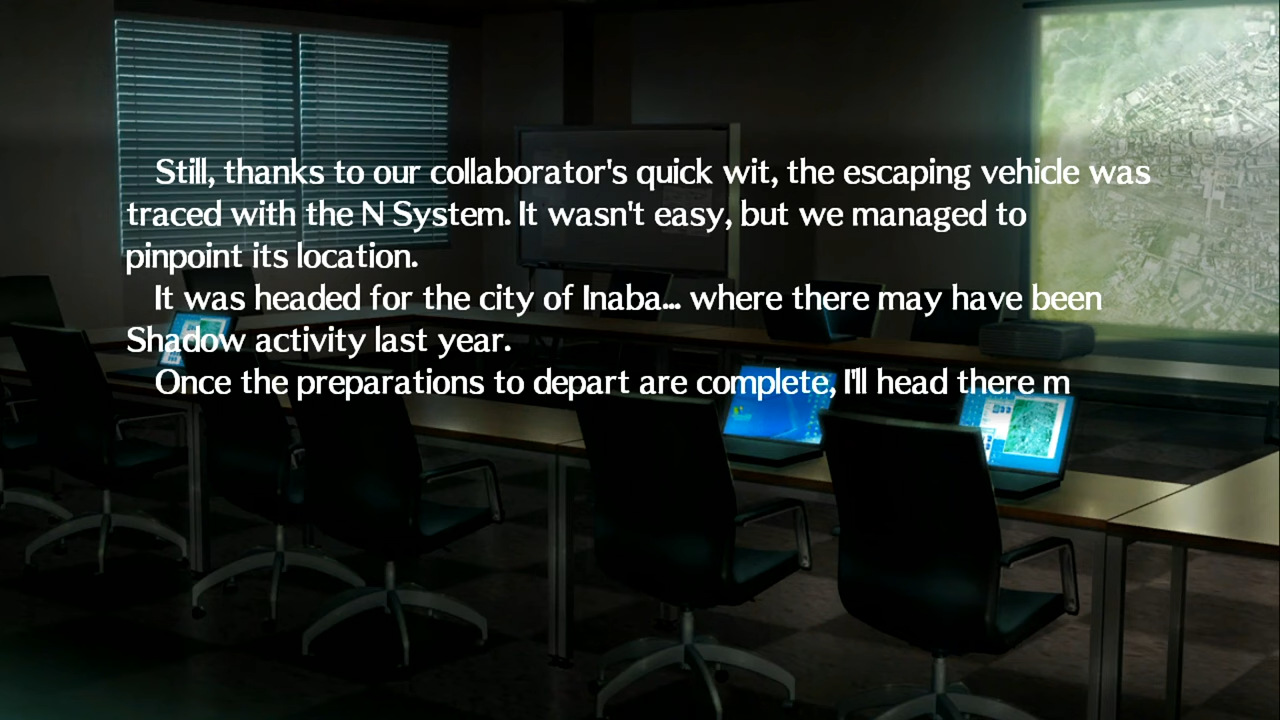 Still, thanks to our collaborator's quick wit, the escaping vehicle was
traced with the N System. It wasn't easy, but we managed to
pinpoint its location.
It was headed for the city of Inaba... where there may have been
Shadow activity last year.
Once the preparations to depart are complete, I'll head there m